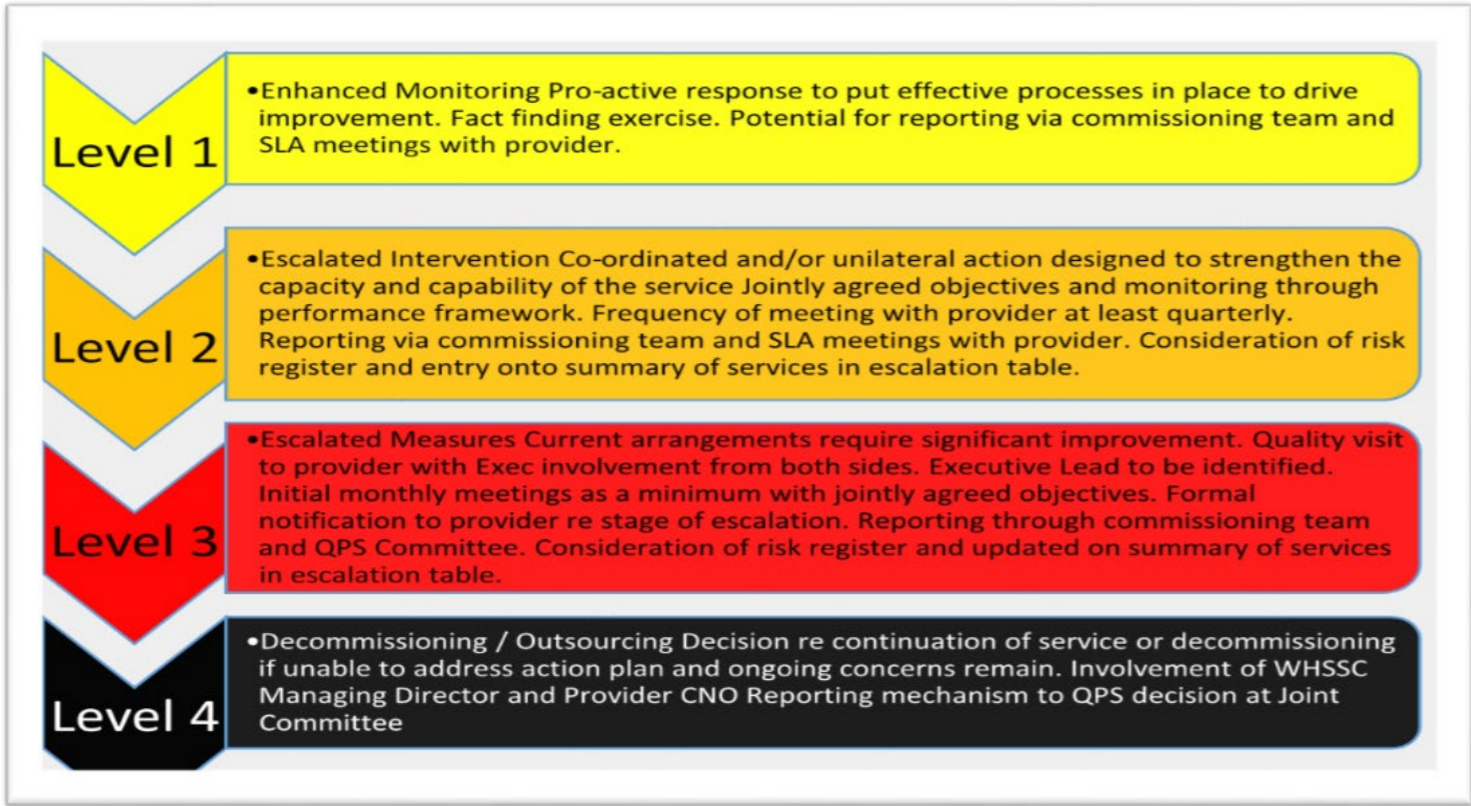 Level 1
•Enhanced Monitoring Pro-active response to put effective processes in place to drive
improvement. Fact finding exercise. Potential for reporting via commissioning team and
SLA meetings with provider.
Level 2
•Escalated Intervention Co-ordinated and/or unilateral action designed to strengthen the
capacity and capability of the service Jointly agreed objectives and monitoring through
performance framework. Frequency of meeting with provider at least quarterly.
Reporting via commissioning team and SLA meetings with provider. Consideration of risk
register and entry onto summary of services in escalation table.
Level 3
•Escalated Measures Current arrangements require significant improvement. Quality visit
to provider with Exec involvement from both sides. Executive Lead to be identified.
Initial monthly meetings as a minimum with jointly agreed objectives. Formal
notification to provider re stage of escalation. Reporting through commissioning team
and QPS Committee. Consideration of risk register and updated on summary of services
in escalation table.
Level 4
•Decommissioning / Outsourcing Decision re continuation of service or decommissioning
if unable to address action plan and ongoing concerns remain. Involvement of WHSSC
Managing Director and Provider CNO Reporting mechanism to QPS decision at Joint
Committee